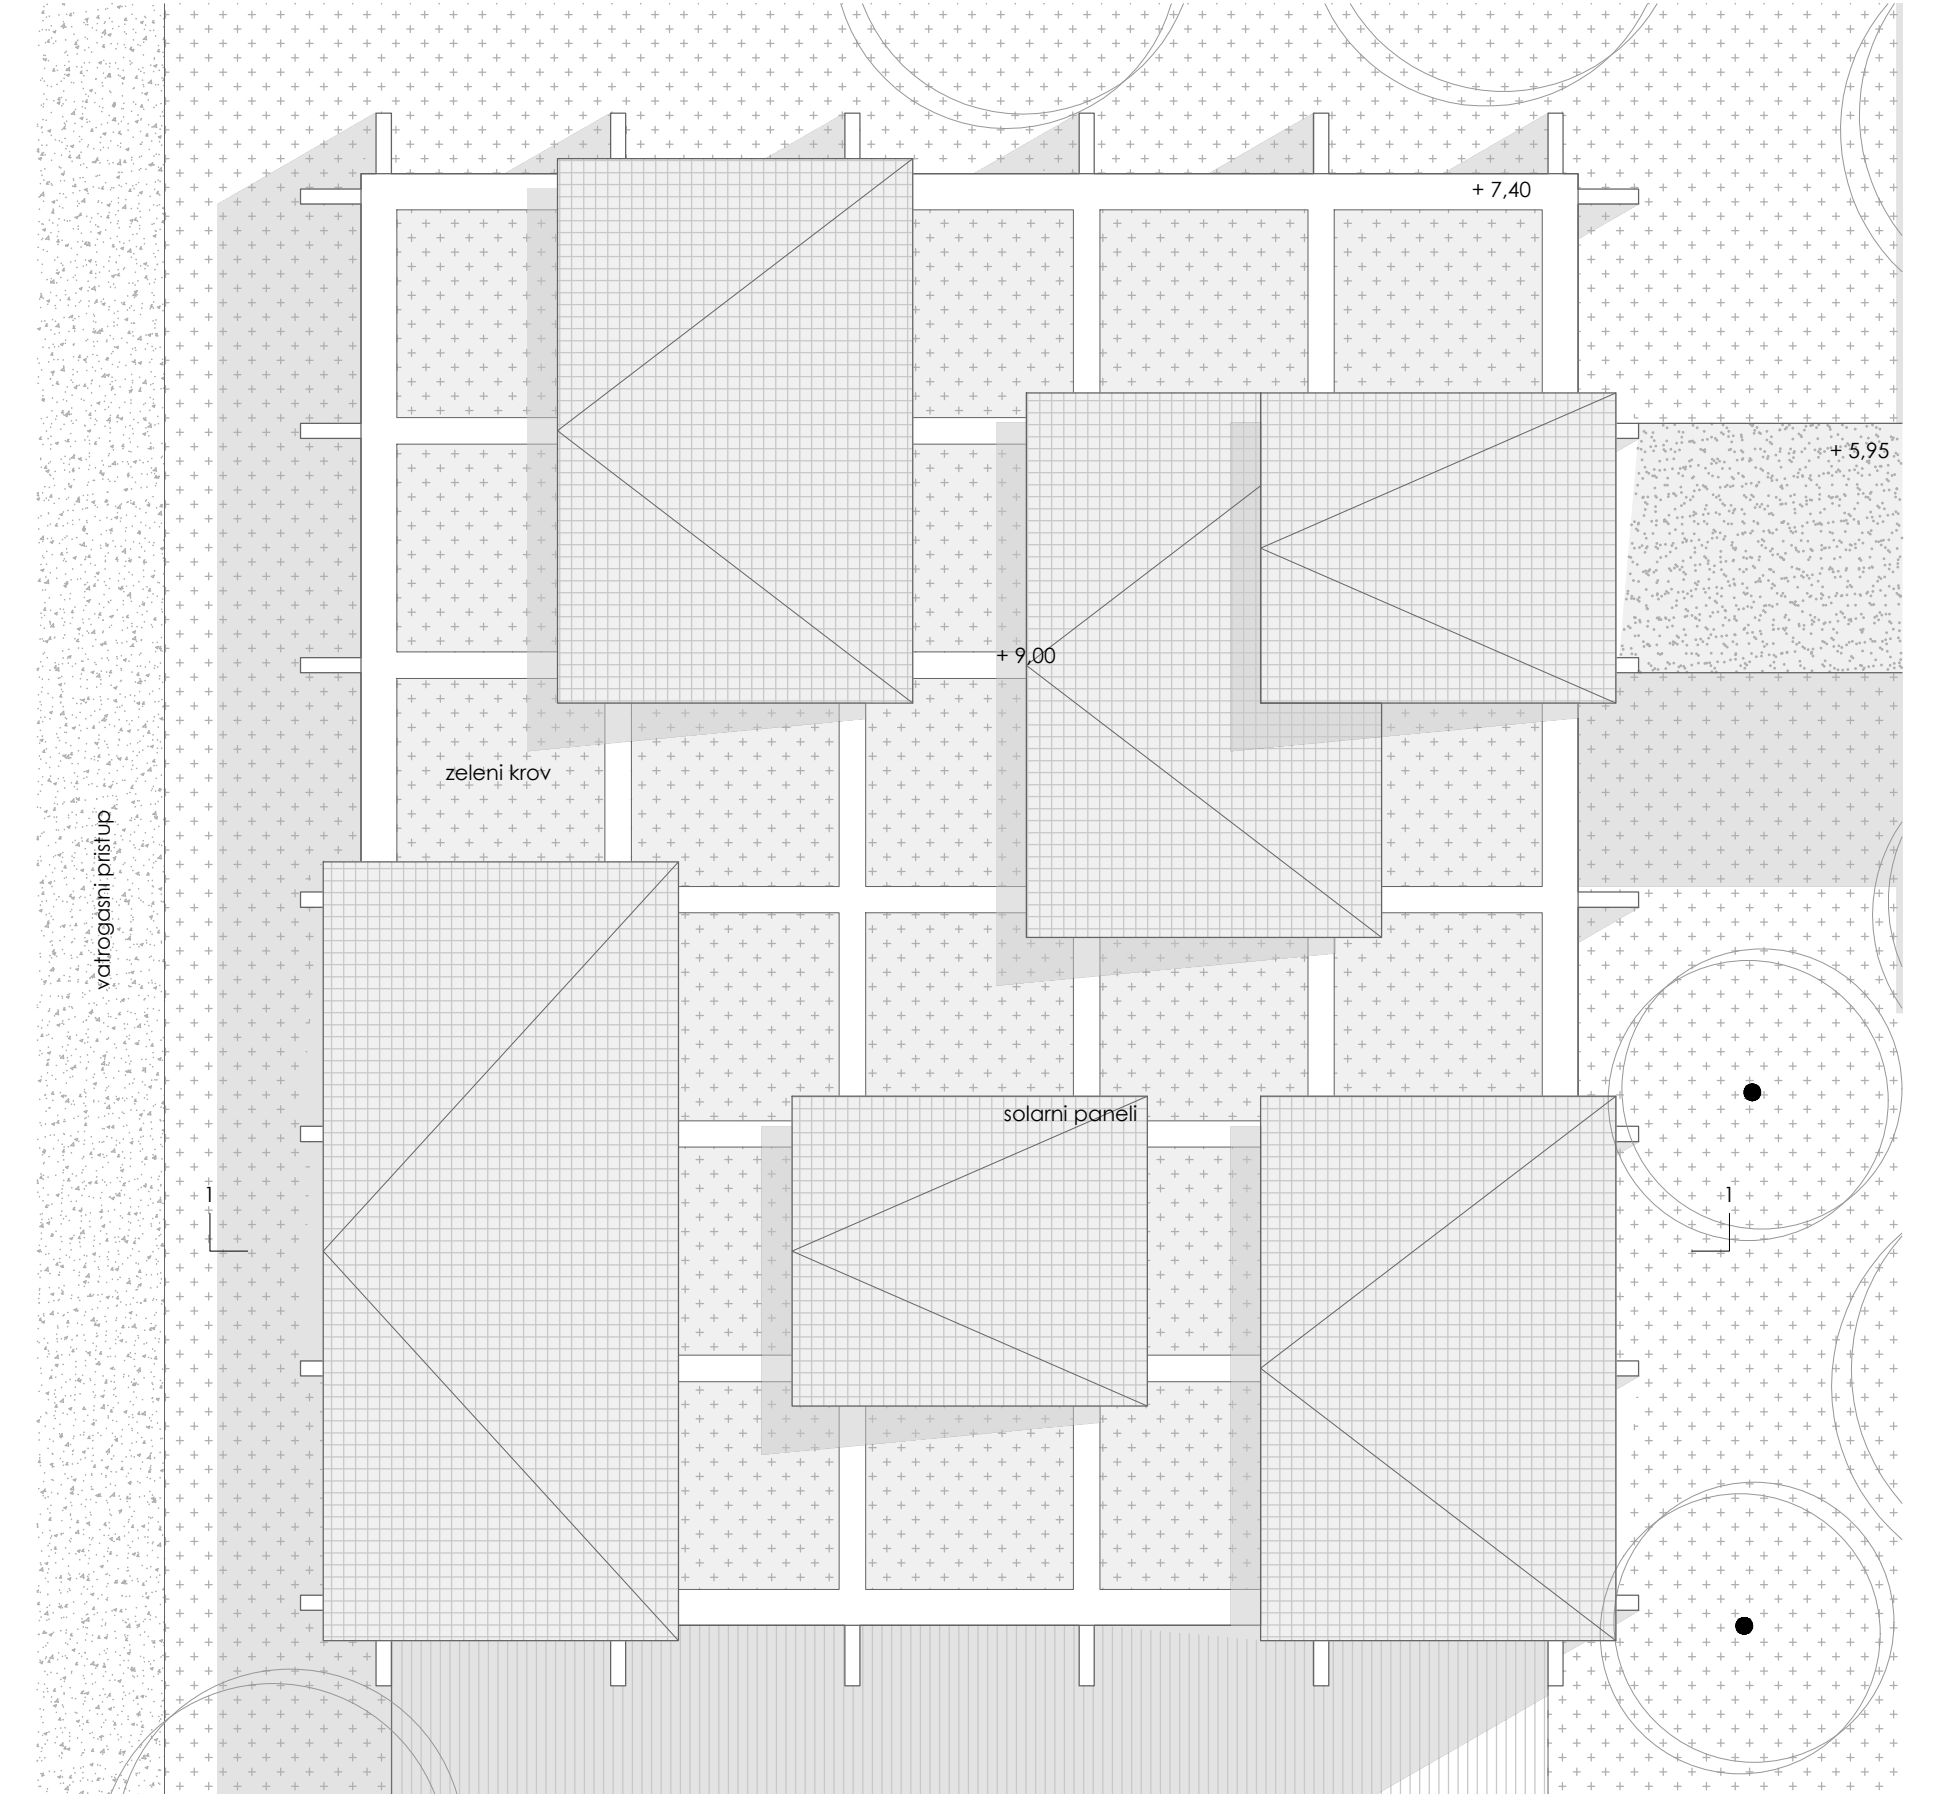 + 7,40
+ 5,95
+ 9,00
zeleni krov
vatrogasni pristup
solarni paneli
1
1